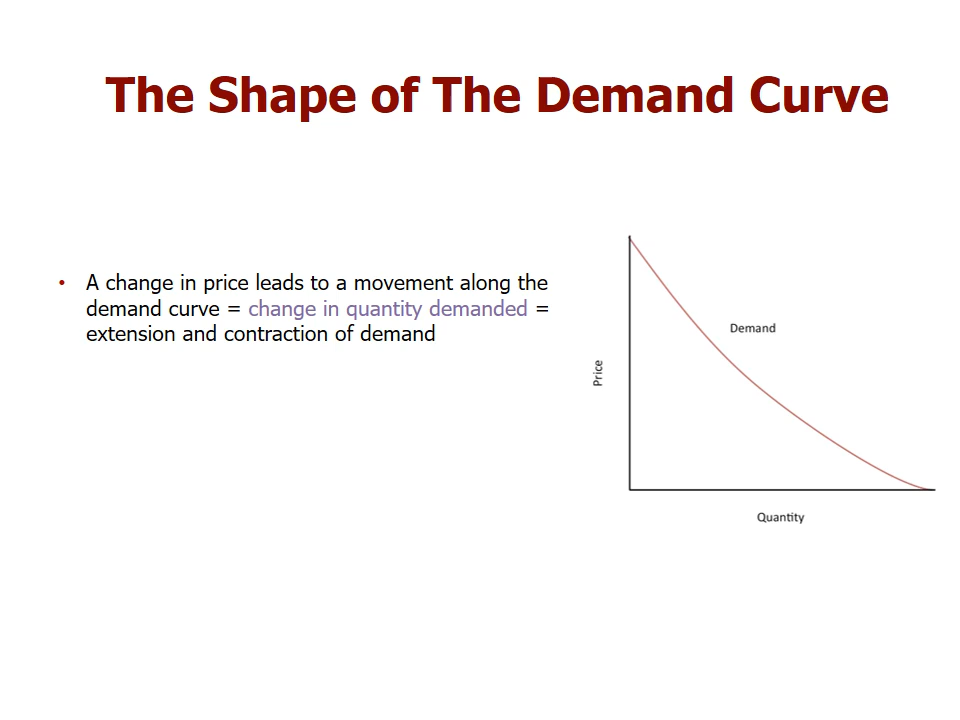 The Shape of The Demand Curve
• A change in price leads to a movement along the
demand curve = change in quantity demanded =
extension and contraction of demand
Demand
Price
Quantity